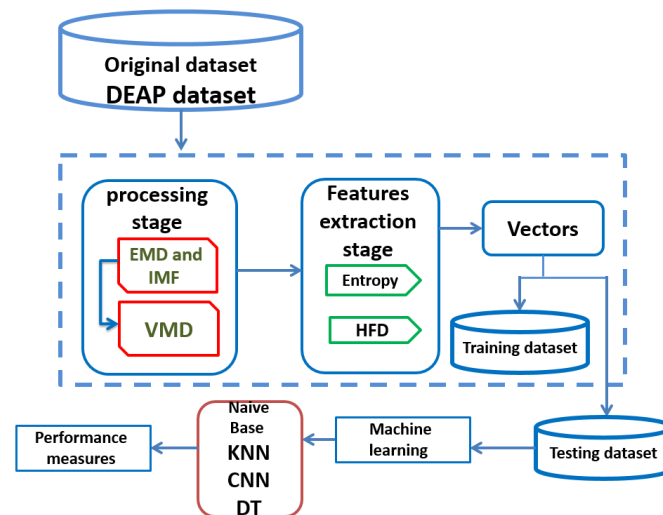 Original dataset
DEAP dataset
processing
stage
EMD and
IMF
VMD
Features
extraction
stage
Entropy
HFD
Vectors
Training dataset
Testing dataset
Machine
learning
Naive
Base
KNN
CNN
DT
Performance
measures